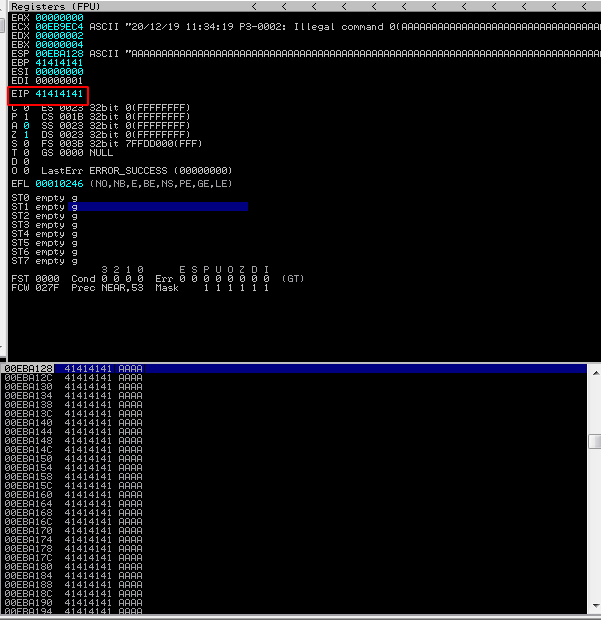 Registers (FPU) < < < < < < < < < < <
EAX 00000000
ECX 00EB9EC4 ASCII "20/12/19 11:34:19 P3-0002: Illegal command 0(AAAAAAAAAAAAAAAAAAAAAAAAAAAAA
EDX 00000002
EBX 00000004
ESP 00EBA128 ASCII "AAAAAAAAAAAAAAAAAAAAAAAAAAAAAAAAAAAAAAAAAAAAAAAAAAAAAAAAAAAAAAAAAAA
EBP 41414141
ESI 00000000
EDI 00000001
EIP 41414141
C 0 ES 0023 32bit 0(FFFFFFFF)
P 1 CS 001B 32bit 0(FFFFFFFF)
A 0 SS 0023 32bit 0(FFFFFFFF)
Z 1 DS 0023 32bit 0(FFFFFFFF)
S 0 FS 003B 32bit 7FFDD000(FFF)
T 0 GS 0000 NULL
D 0
O 0 LastErr ERROR_SUCCESS (00000000)
EFL 00010246 (NO,NB,E,BE,NS,PE,GE,LE)
ST0 empty g
ST1 empty g
ST2 empty g
ST3 empty g
ST4 empty g
ST5 empty g
ST6 empty g
ST7 empty g
3 2 1 0 E S P U O Z D I
FST 0000 Cond 0 0 0 0 Err 0 0 0 0 0 0 0 0 (GT)
FCW 027F Prec NEAR,53 Mask 1 1 1 1 1 1
00EBA128 41414141 AAAA
00EBA12C 41414141 AAAA
00EBA130 41414141 AAAA
00EBA134 41414141 AAAA
00EBA138 41414141 AAAA
00EBA13C 41414141 AAAA
00EBA140 41414141 AAAA
00EBA144 41414141 AAAA
00EBA148 41414141 AAAA
00EBA14C 41414141 AAAA
00EBA150 41414141 AAAA
00EBA154 41414141 AAAA
00EBA158 41414141 AAAA
00EBA15C 41414141 AAAA
00EBA160 41414141 AAAA
00EBA164 41414141 AAAA
00EBA168 41414141 AAAA
00EBA16C 41414141 AAAA
00EBA170 41414141 AAAA
00EBA174 41414141 AAAA
00EBA178 41414141 AAAA
00EBA17C 41414141 AAAA
00EBA180 41414141 AAAA
00EBA184 41414141 AAAA
00EBA188 41414141 AAAA
00EBA18C 41414141 AAAA
00EBA190 41414141 AAAA
00EBA194 41414141 AAAA